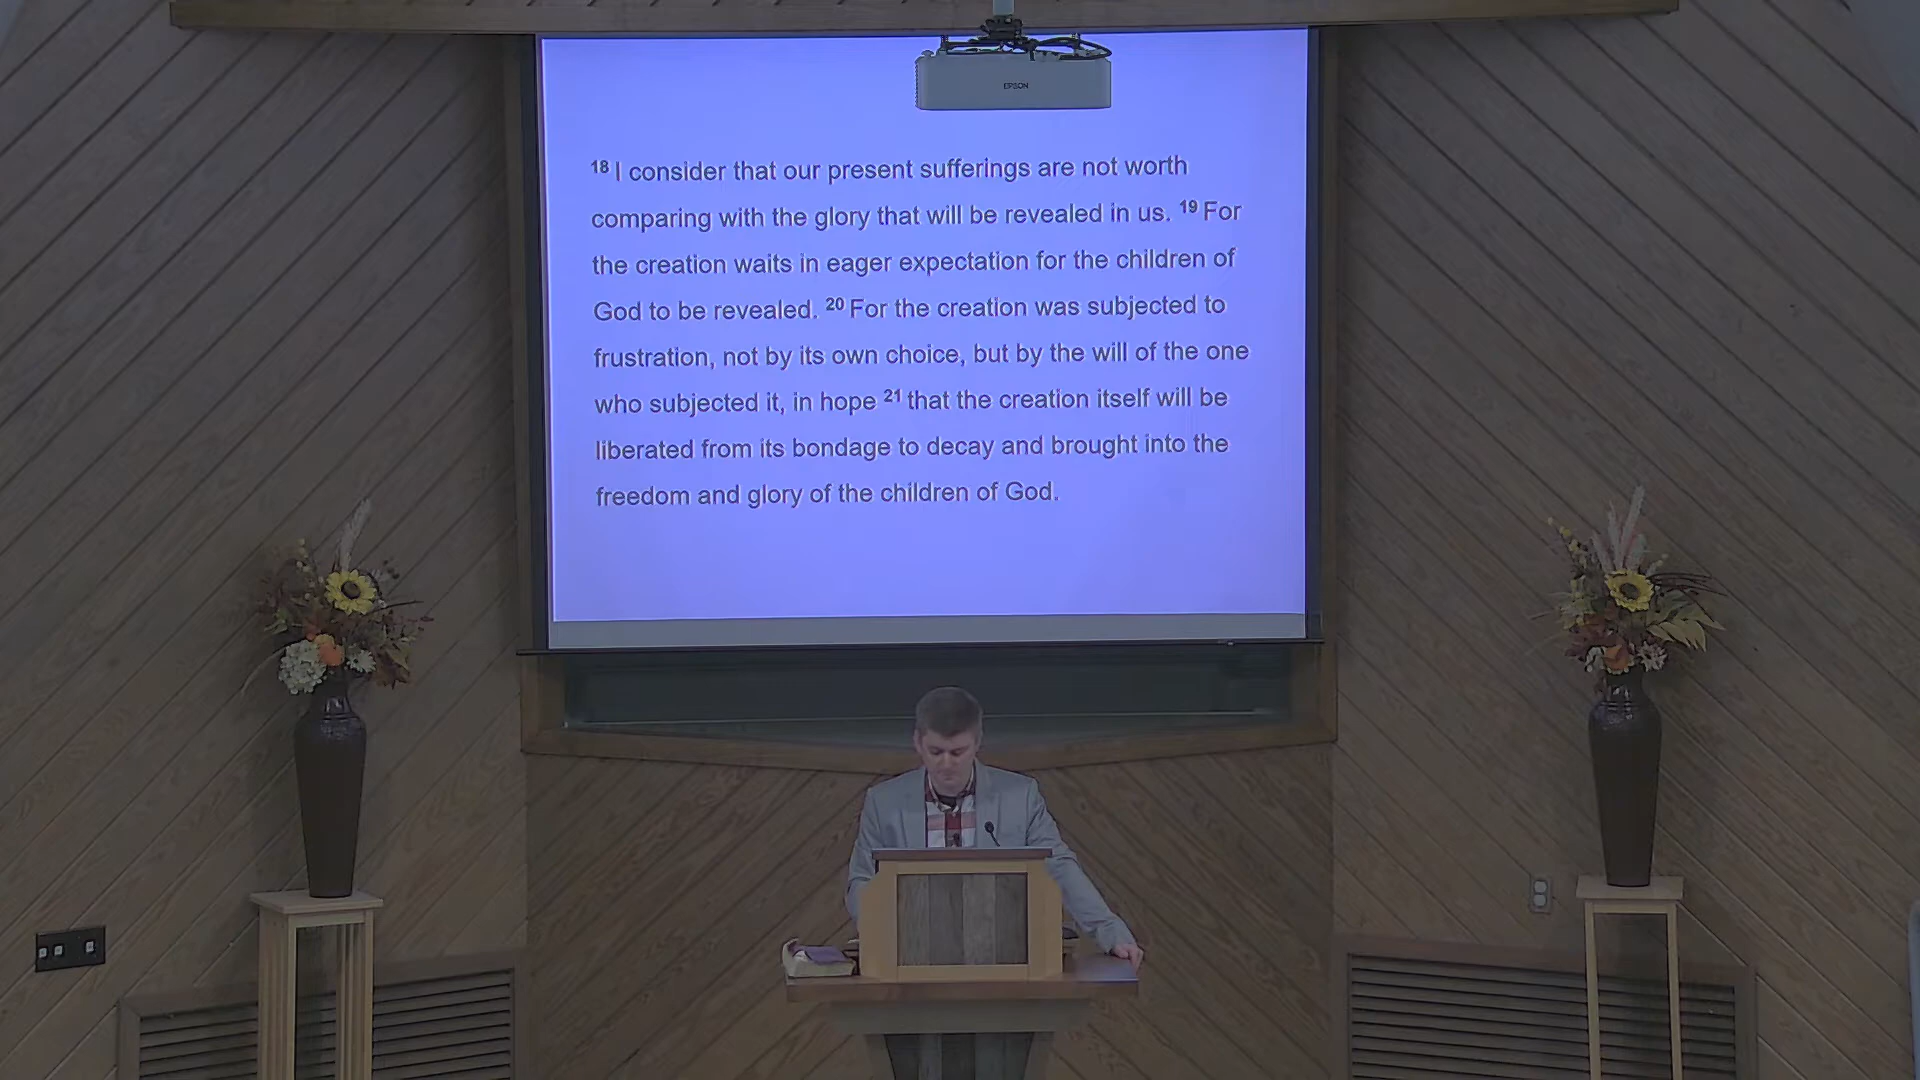 EPSON
18 I consider that our present sufferings are not worth
comparing with the glory that will be revealed in us. 19 For
the creation waits in eager expectation for the children of
God to be revealed. 20 For the creation was subjected to
frustration, not by its own choice, but by the will of the one
who subjected it, in hope 21 that the creation itself will be
liberated from its bondage to decay and brought into the
freedom and glory of the children of God.